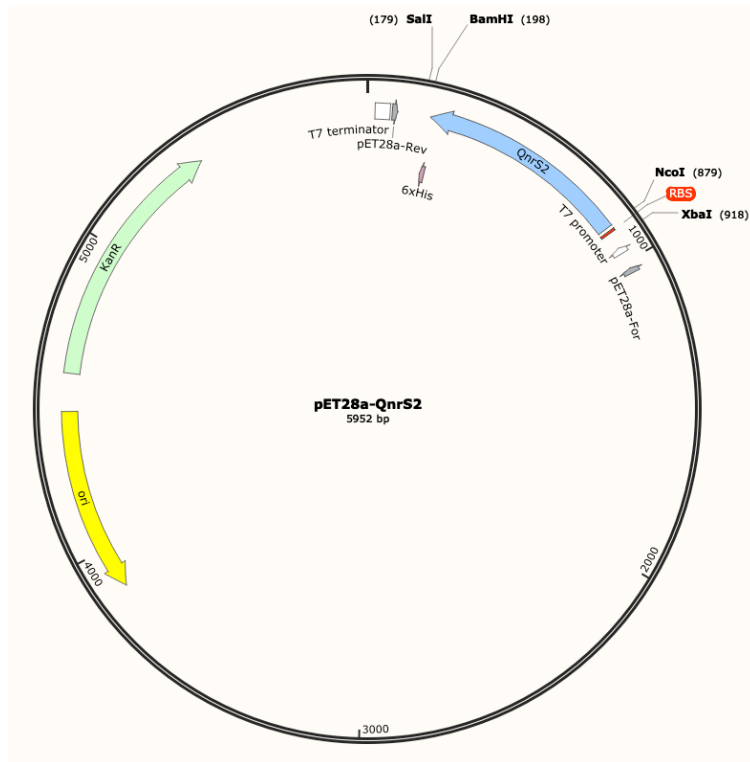 (179) SalI
BamHI (198)
T7 terminator
pET28a-Rev
6xHis
QnrS2
NcoI (879)
RBS
XbaI (918)
1000
T7 promoter
pET28a-For
5000
KanR
pET28a-QnrS2
5952 bp
ori
4000
2000
3000